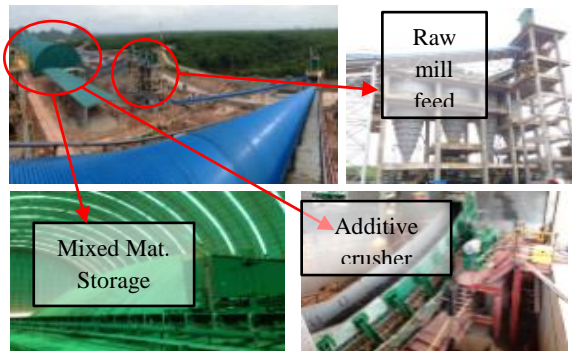 Raw
mill
feed
Mixed Mat.
Storage
Additive
crusher